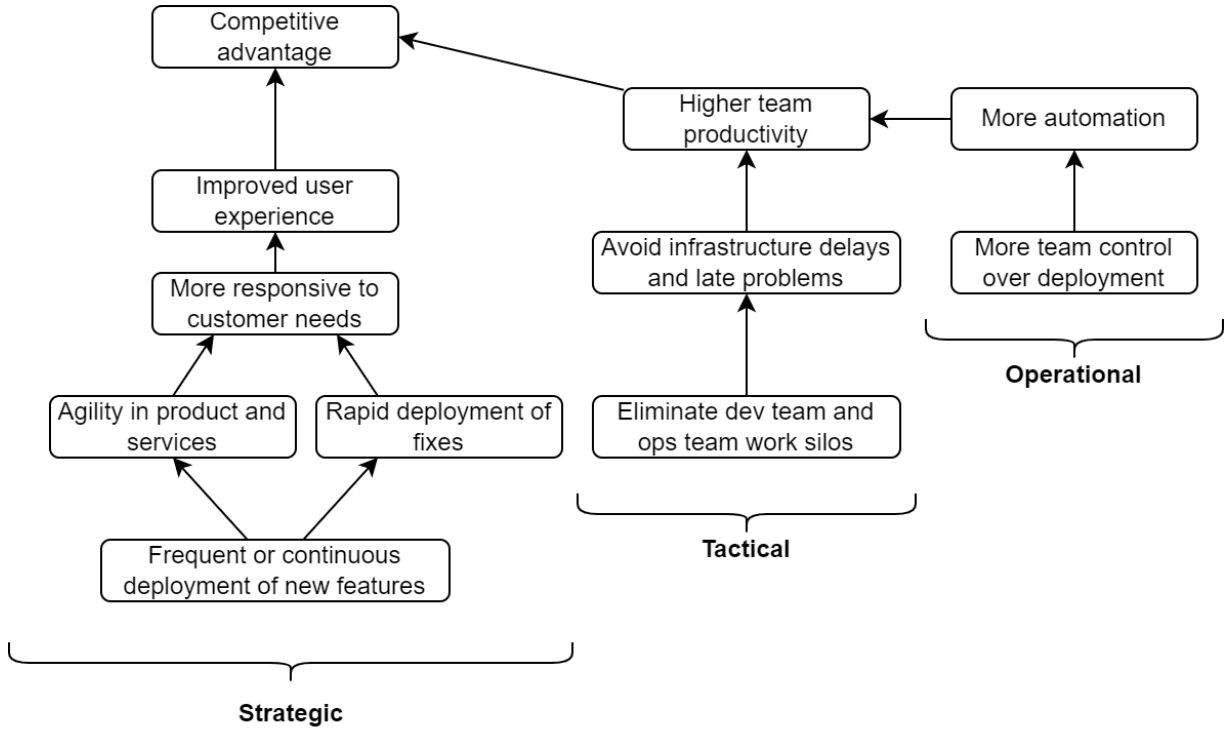 Competitive
advantage
Higher team
productivity
More automation
Improved user
experience
Avoid infrastructure delays
and late problems
More team control
over deployment
More responsive to
customer needs
Operational
Agility in product and
services
Rapid deployment of
fixes
Eliminate dev team and
ops team work silos
Tactical
Frequent or continuous
deployment of new features
Strategic